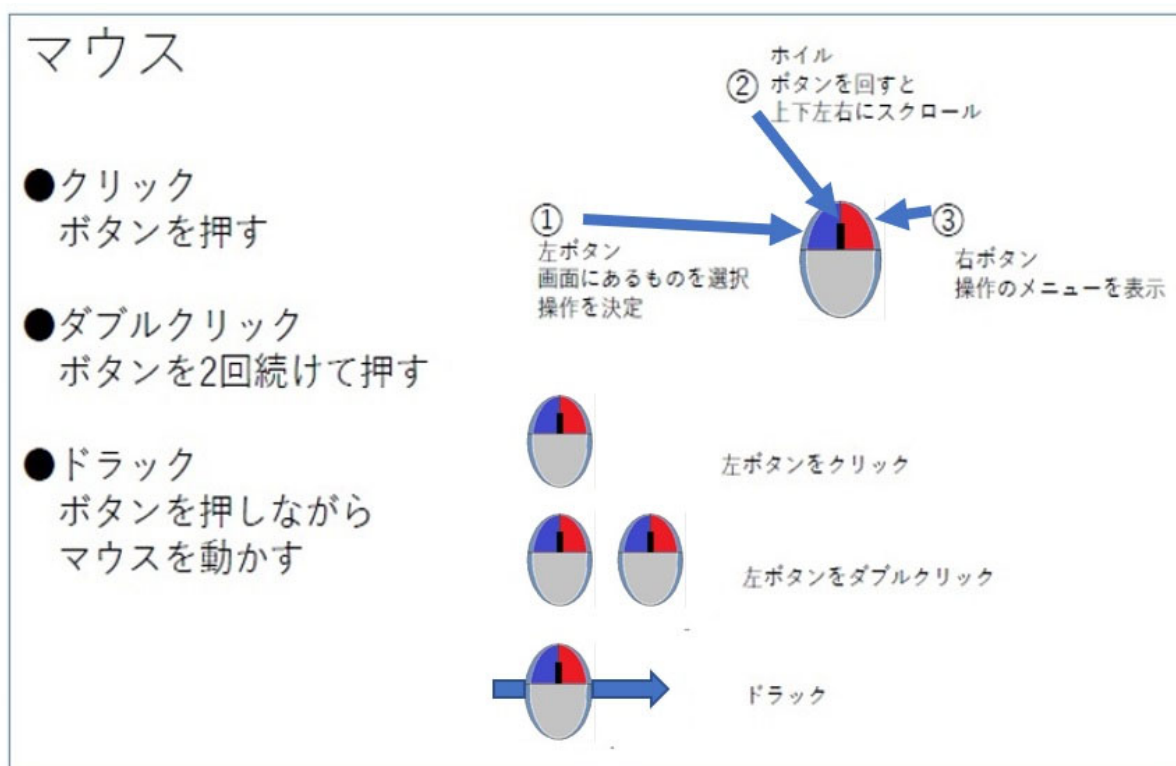 マウス
●クリック
ボタンを押す
●ダブルクリック
ボタンを2回続けて押す
●ドラック
ボタンを押しながら
マウスを動かす
②
ホイル
ボタンを回すと
上下左右にスクロール
①
左ボタン
画面にあるものを選択
操作を決定
③
右ボタン
操作のメニューを表示
左ボタンをクリック
左ボタンをダブルクリック
ドラック